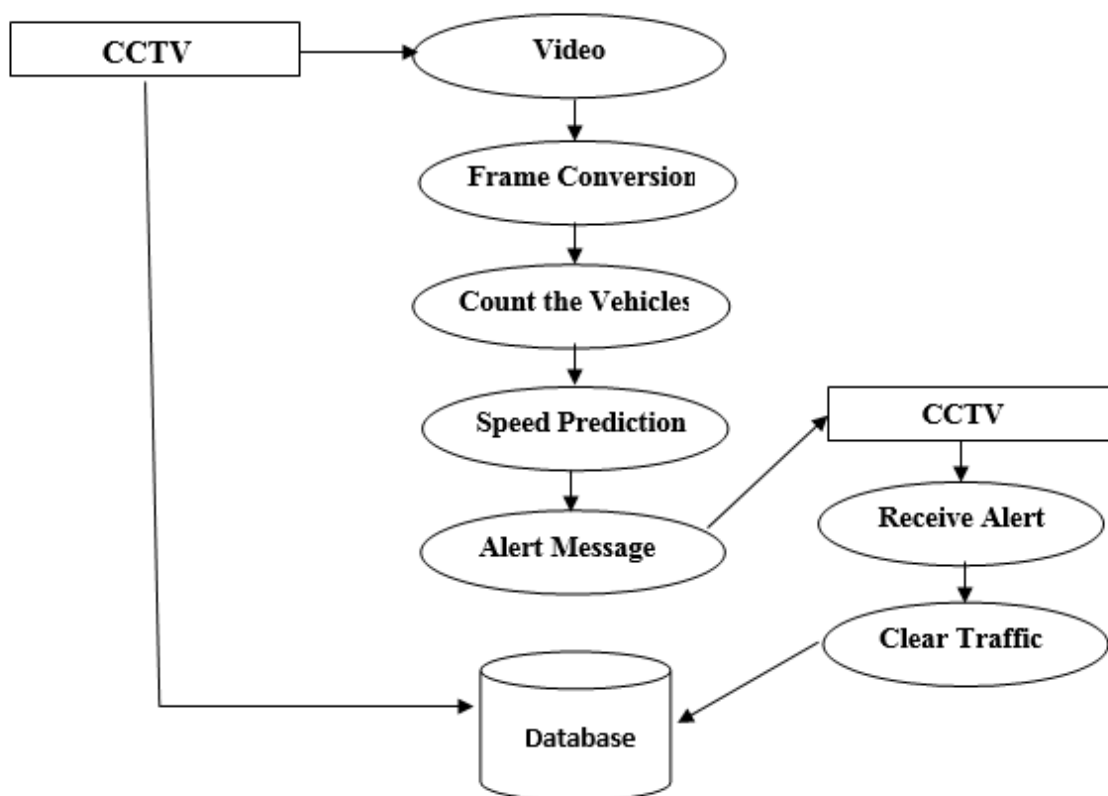 CCTV
Video
Frame Conversion
Count the Vehicles
Speed Prediction
Alert Message
CCTV
Receive Alert
Clear Traffic
Database